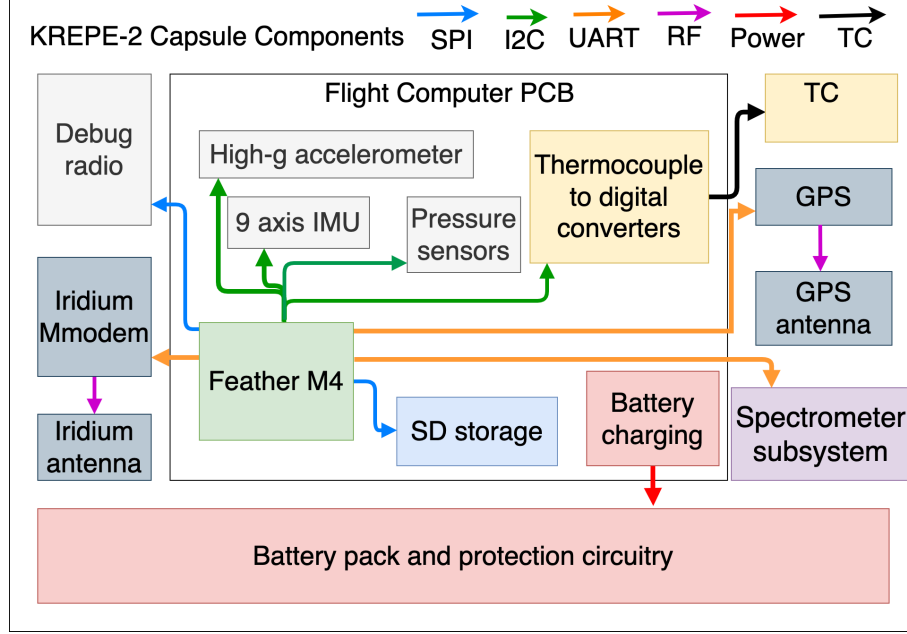 KREPE-2 Capsule Components
SPI
I2C
UART
RF
Power
TC
Debug
radio
Flight Computer PCB
TC
High-g accelerometer
Thermocouple
to digital
converters
9 axis IMU
Pressure
sensors
GPS
Iridium
Mmodem
GPS
antenna
Feather M4
Iridium
antenna
SD storage
Battery
charging
Spectrometer
subsystem
Battery pack and protection circuitry